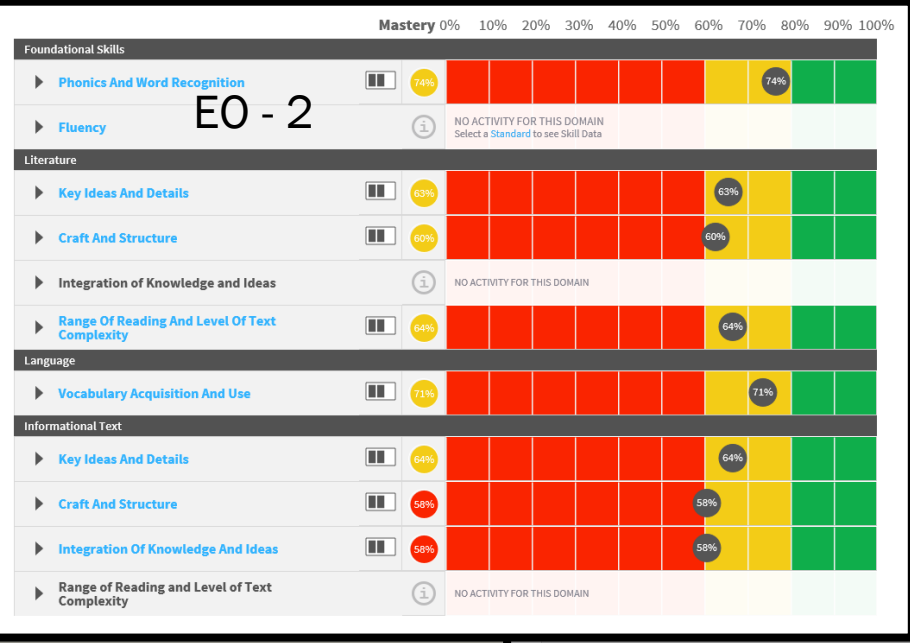 Mastery 0% 10% 20% 30% 40% 50% 60% 70% 80% 90% 100%
Foundational Skills
Phonics And Word Recognition 74% 74%
EO - 2
Fluency i NO ACTIVITY FOR THIS DOMAIN
Select a Standard to see Skill Data
Literature
Key Ideas And Details 63% 63%
Craft And Structure 60% 60%
Integration of Knowledge and Ideas i NO ACTIVITY FOR THIS DOMAIN
Range Of Reading And Level Of Text
Complexity 64% 64%
Language
Vocabulary Acquisition And Use 71% 71%
Informational Text
Key Ideas And Details 64% 64%
Craft And Structure 58% 58%
Integration Of Knowledge And Ideas 58% 58%
Range of Reading and Level of Text
Complexity i NO ACTIVITY FOR THIS DOMAIN